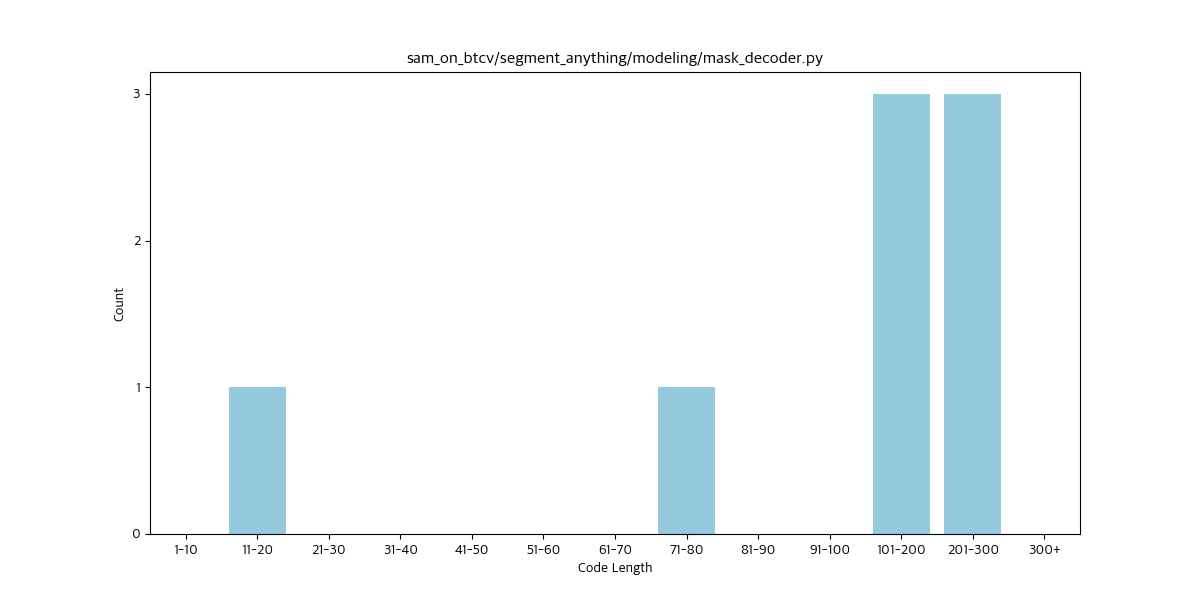 sam_on_btcv/segment_anything/modeling/mask_decoder.py
3
2
1
0
Count
1-10 11-20 21-30 31-40 41-50 51-60 61-70 71-80 81-90 91-100 101-200 201-300 300+
Code Length